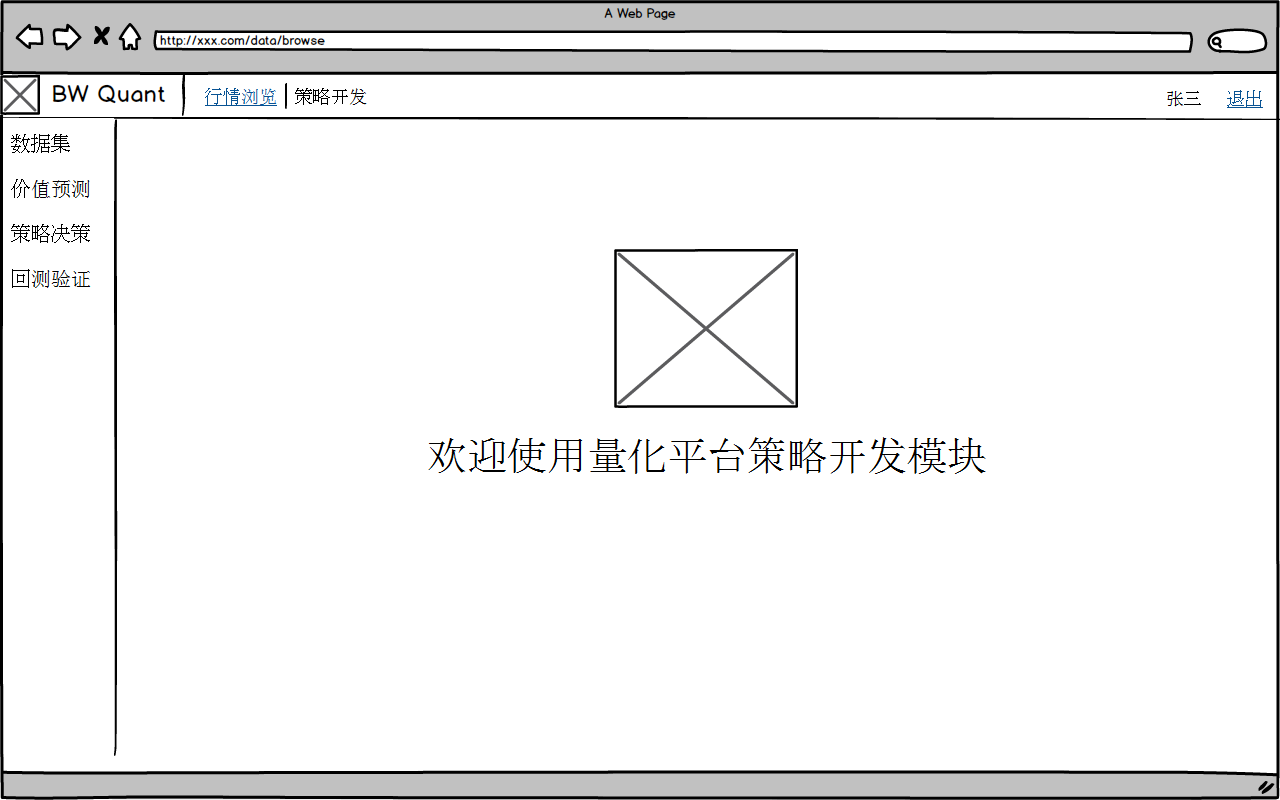 A Web Page
http://xxx.com/data/browse
BW Quant 行情浏览 策略开发 张三 退出
数据集
价值预测
策略决策
回测验证
欢迎使用量化平台策略开发模块